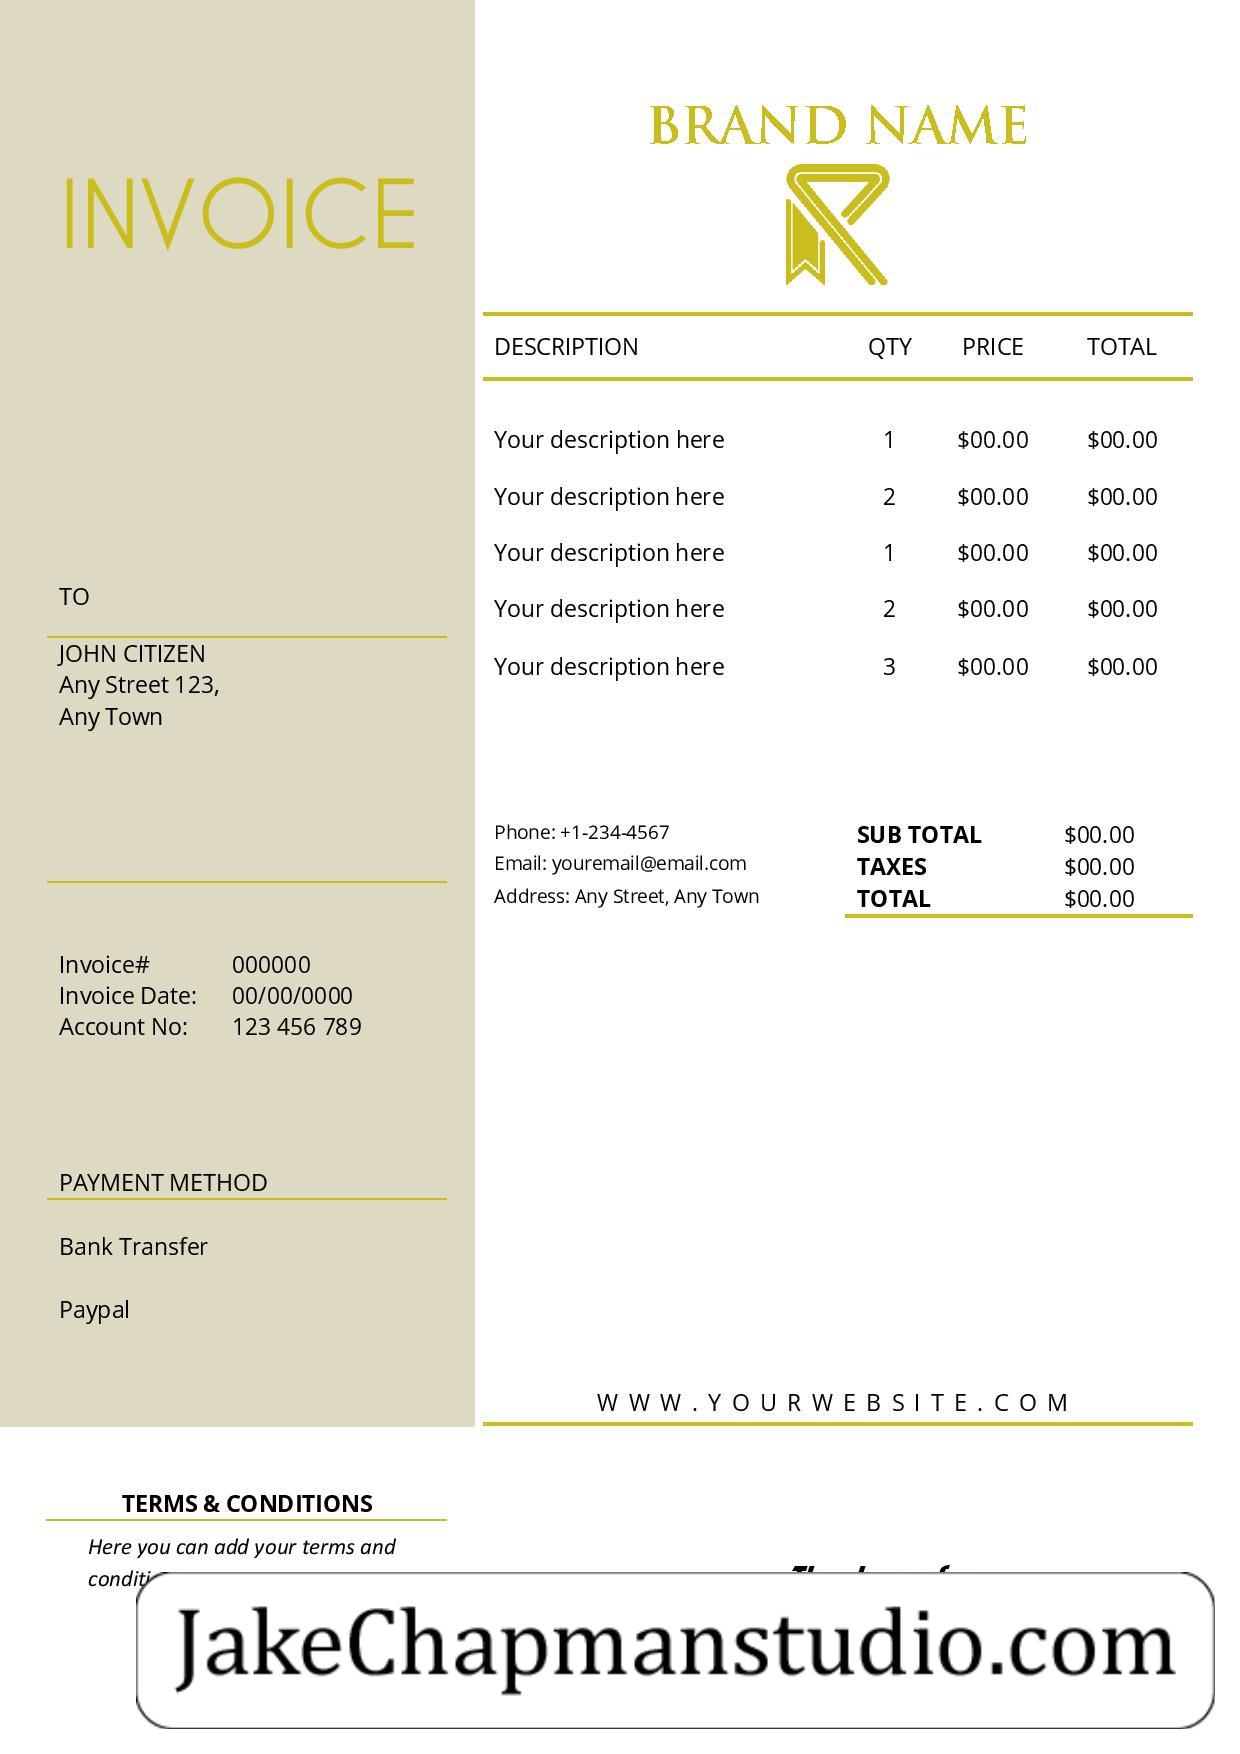 INVOICE
BRAND NAME
DESCRIPTION QTY PRICE TOTAL
Your description here 1 $00.00 $00.00
Your description here 2 $00.00 $00.00
Your description here 1 $00.00 $00.00
Your description here 2 $00.00 $00.00
Your description here 3 $00.00 $00.00
TO
JOHN CITIZEN
Any Street 123,
Any Town
Phone: +1-234-4567
Email: youremail@email.com
Address: Any Street, Any Town
SUB TOTAL $00.00
TAXES $00.00
TOTAL $00.00
Invoice# 000000
Invoice Date: 00/00/0000
Account No: 123 456 789
PAYMENT METHOD
Bank Transfer
Paypal
WWW.YOURWEBSITE.COM
TERMS & CONDITIONS
Here you can add your terms and
JakeChapmanstudio.com